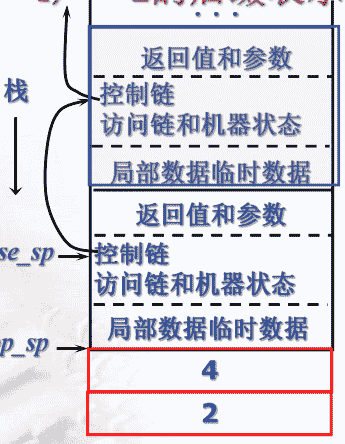 ...
返回值和参数
控制链
访问链和机器状态
局部数据临时数据
栈
返回值和参数
se_sp
控制链
访问链和机器状态
局部数据临时数据
op_sp
4
2